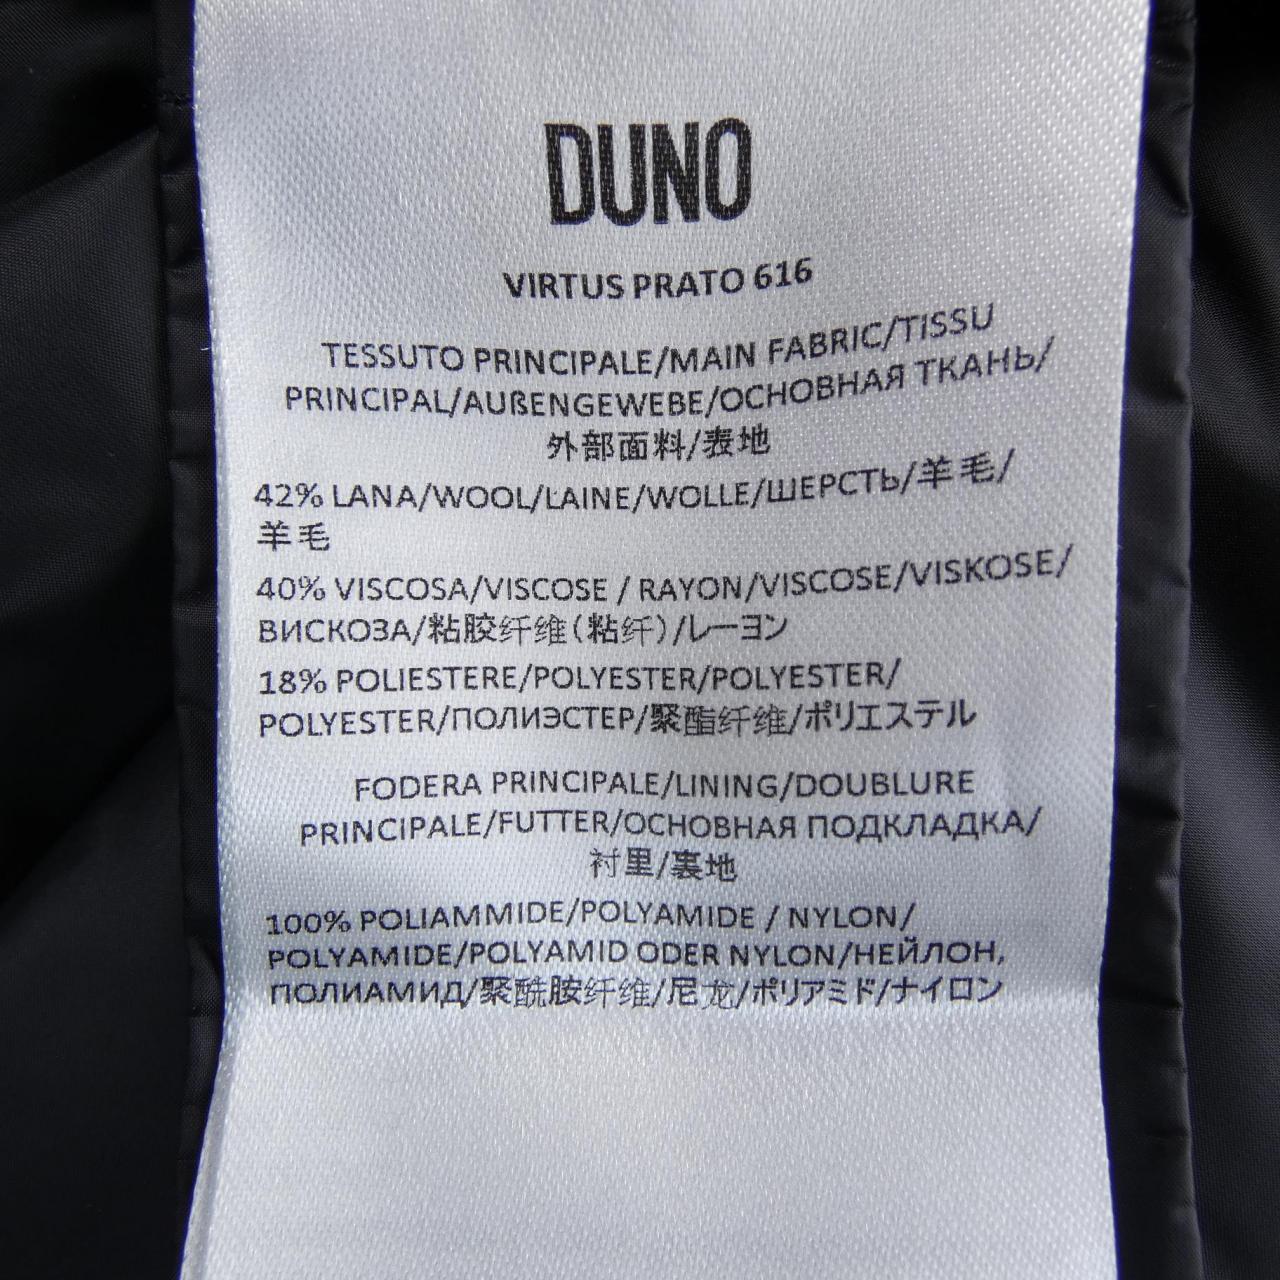 DUNO
VIRTUS PRATO 616
TESSUTO PRINCIPALE/MAIN FABRIC/TISSU
PRINCIPAL/AUßENGEWEBE/ОСНОВНАЯ ТКАНЬ/
外部面料/表地
42% LANA/WOOL/LAINE/WOLLE/ШЕРСТЬ/羊毛/
羊毛
40% VISCOSA/VISCOSE / RAYON/VISCOSE/VISKOSE/
ВИСКОЗА/粘胶纤维(粘纤)/レーヨン
18% POLIESTERE/POLYESTER/POLYESTER/
POLYESTER/ПОЛИЭСТЕР/聚酯纤维/ポリエステル
FODERA PRINCIPALE/LINING/DOUBLURE
PRINCIPALE/FUTTER/ОСНОВНАЯ ПОДКЛАДКА/
衬里/裏地
100% POLIAMMIDE/POLYAMIDE / NYLON/
POLYAMIDE/POLYAMID ODER NYLON/НЕЙЛОН,
ПОЛИАМИД/聚酰胺纤维/尼龙/ポリアミド/ナイロン